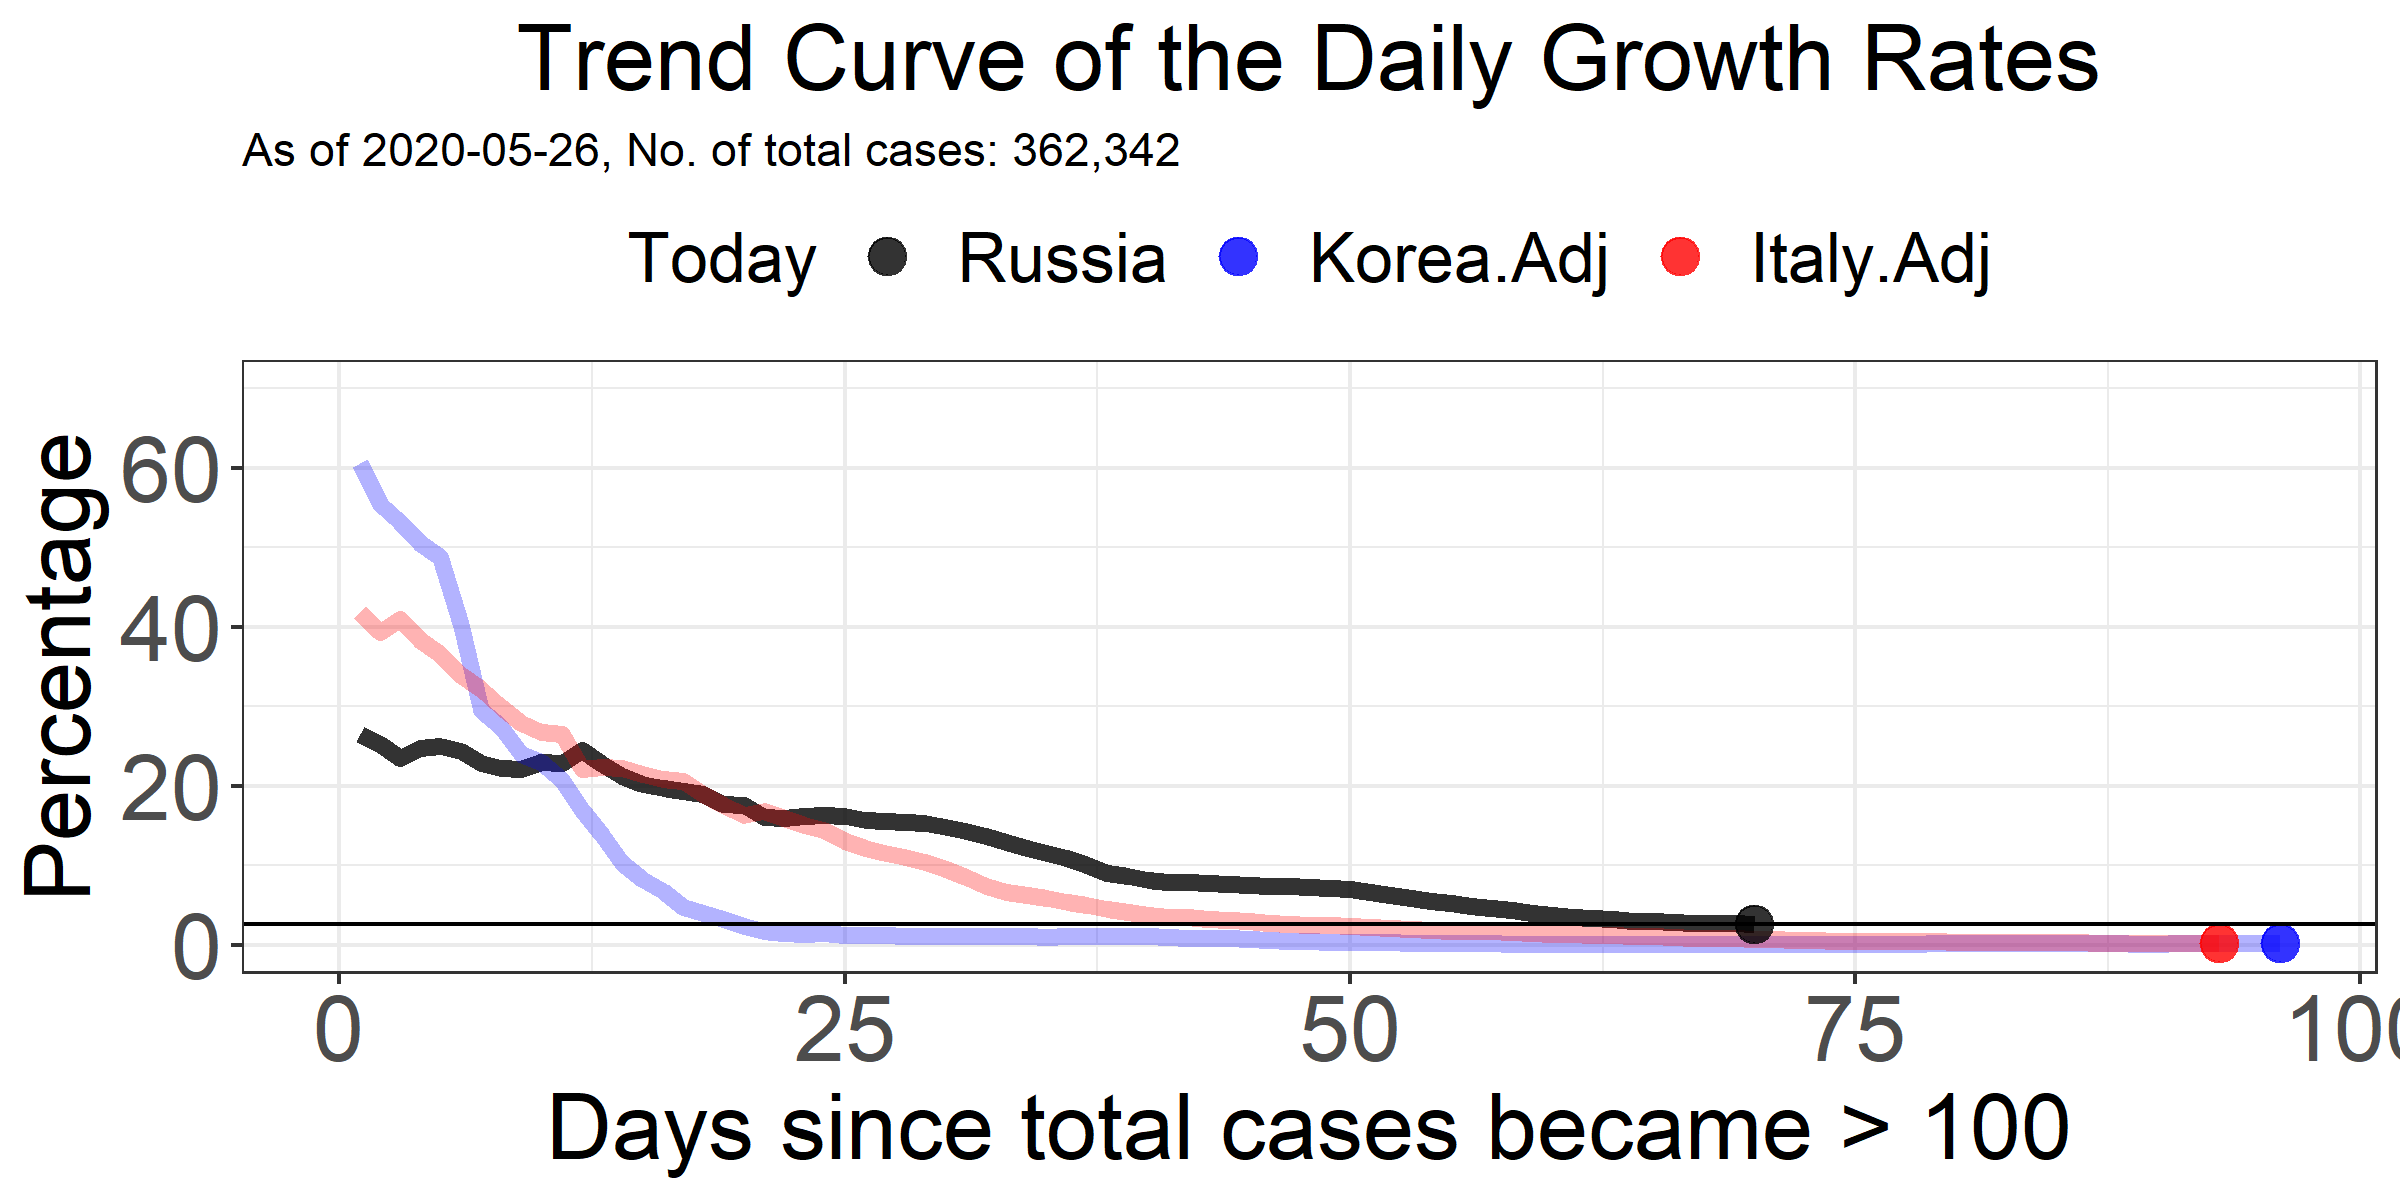 Trend Curve of the Daily Growth Rates
As of 2020-05-26, No. of total cases: 362,342
Today Russia Korea.Adj Italy.Adj
Percentage
60
40
20
0
0 25 50 75 100
Days since total cases became > 100